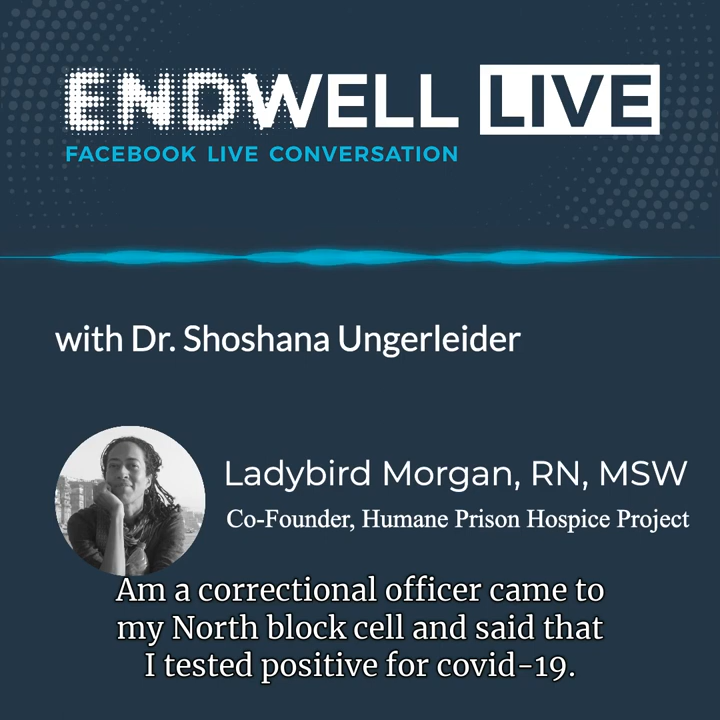 ENDWELL LIVE
FACEBOOK LIVE CONVERSATION
with Dr. Shoshana Ungerleider
Ladybird Morgan, RN, MSW
Co-Founder, Humane Prison Hospice Project
Am a correctional officer came to
my North block cell and said that
I tested positive for covid-19.